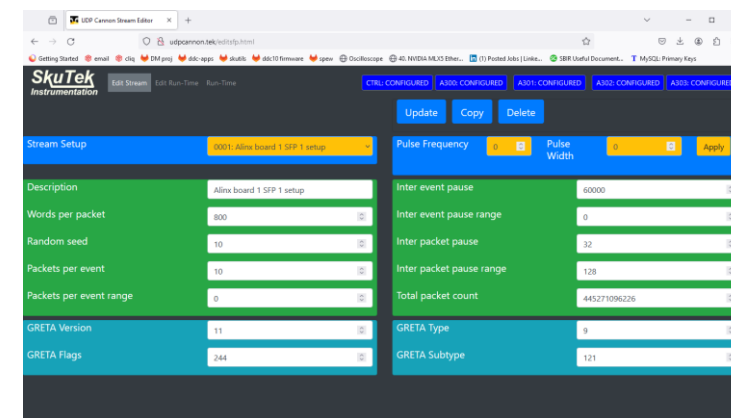 UDP Cannon Stream Editor
udpcannon.tek/editsfp.html
Getting Started email cliq DM proj ddc-apps skutils ddc10 firmware spew Oscilloscope 40. NVIDIA MLX5 Ether... (1) Posted Jobs | Linke... SBIR Useful Document... MySQL: Primary Keys
SkuTek
Instrumentation
Edit Stream Edit Run-Time Run-Time CTRL: CONFIGURED A300: CONFIGURED A301: CONFIGURED A302: CONFIGURED A303: CONFIGURED
Update Copy Delete
Stream Setup 0001: Alinx board 1 SFP 1 setup Pulse Frequency 0 Pulse Width 0 Apply
Description Alinx board 1 SFP 1 setup Inter event pause 60000
Words per packet 800 Inter event pause range 0
Random seed 10 Inter packet pause 32
Packets per event 10 Inter packet pause range 128
Packets per event range 0 Total packet count 445271096226
GRETA Version 11 GRETA Type 9
GRETA Flags 244 GRETA Subtype 121